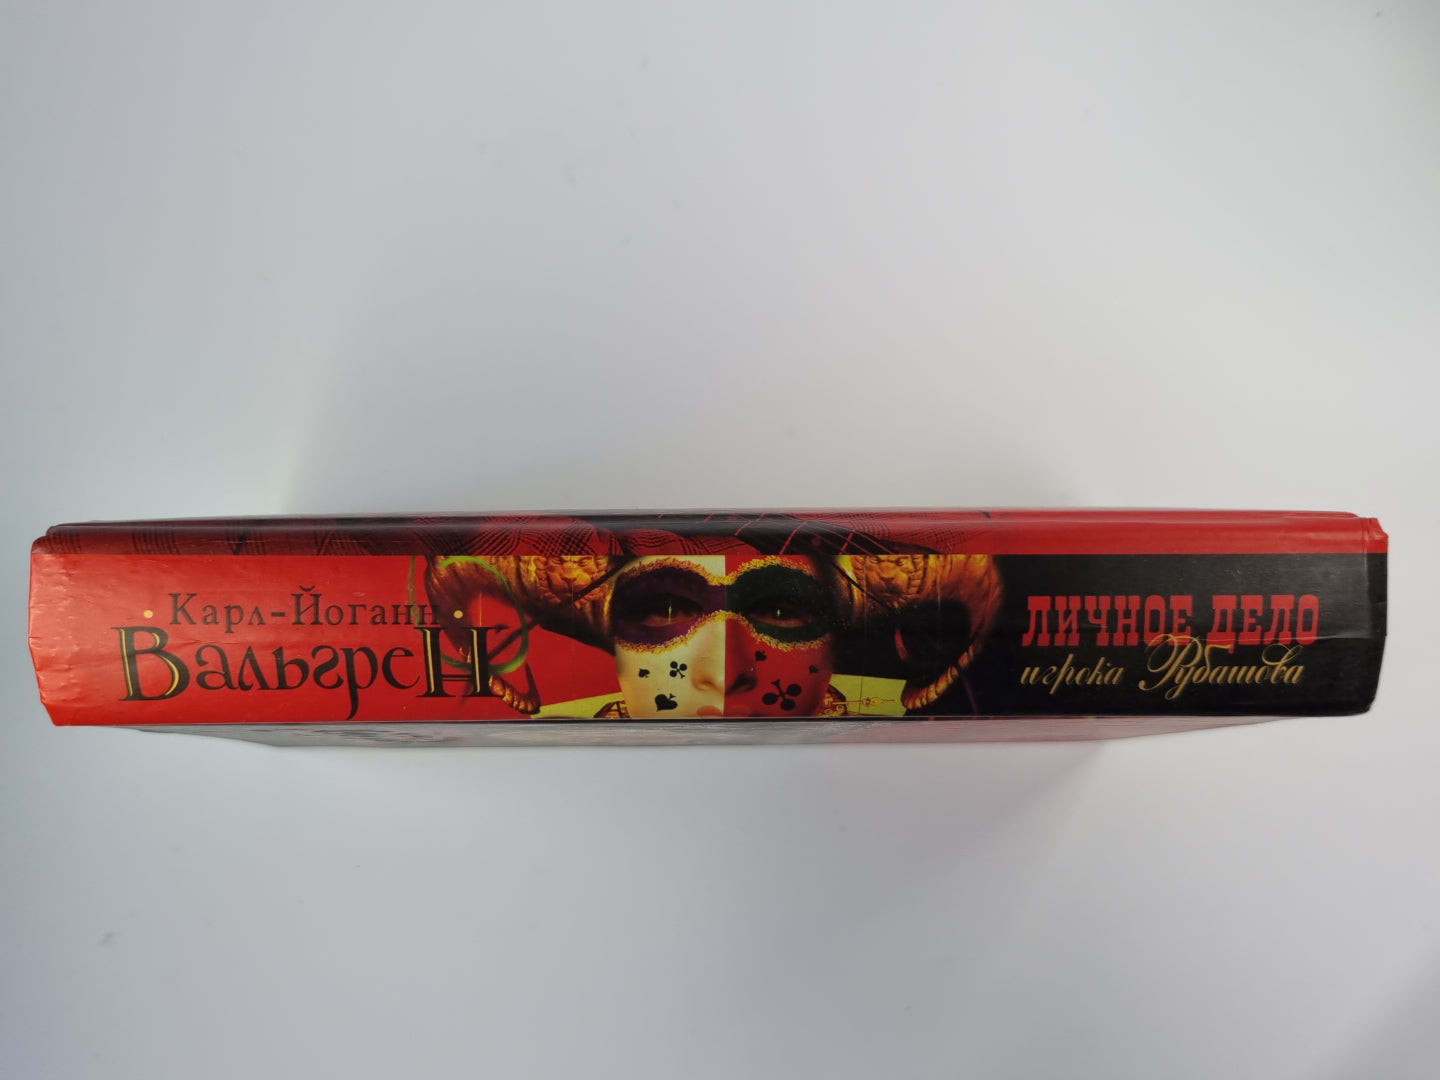 Карл-Йоганн
Вальгрен
ЛИЧНОЕ ДЕЛО
игрока Рубашова